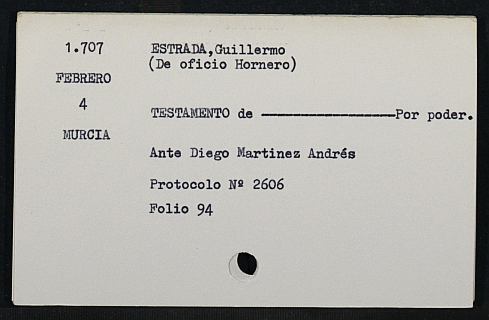 1.707
FEBRERO
4
MURCIA
ESTRADA,Guillermo
(De oficio Hornero)
TESTAMENTO de ————————————Por poder.
Ante Diego Martinez Andrés
Protocolo Nº 2606
Folio 94